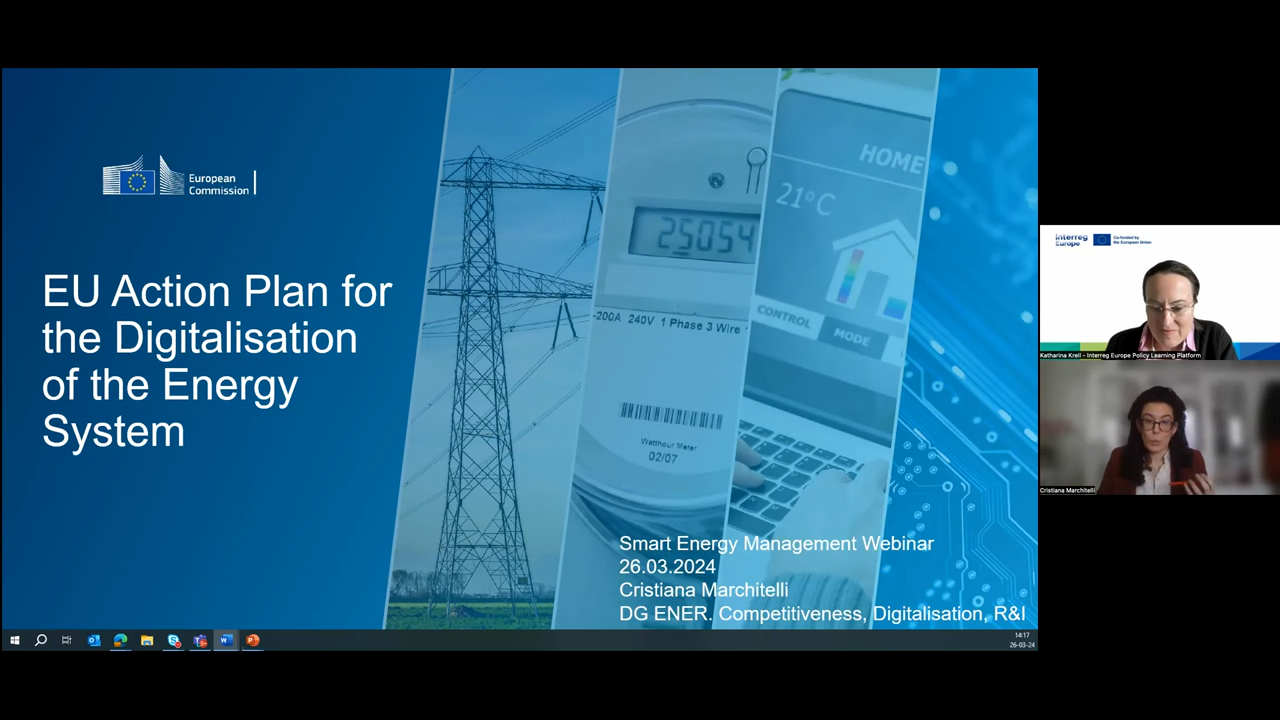 European
Commission
EU Action Plan for
the Digitalisation
of the Energy
System
25054
-200A 240V 1 Phase 3 Wire
Watthour Meter
02/07
HOME
21°C
CONTROL
MODE
Smart Energy Management Webinar
26.03.2024
Cristiana Marchitelli
DG ENER. Competitiveness, Digitalisation, R&I
14:17
26-03-24
Interreg
Europe
Co-funded by
the European Union
Katharina Krell - Interreg Europe Policy Learning Platform
Cristiana Marchitelli